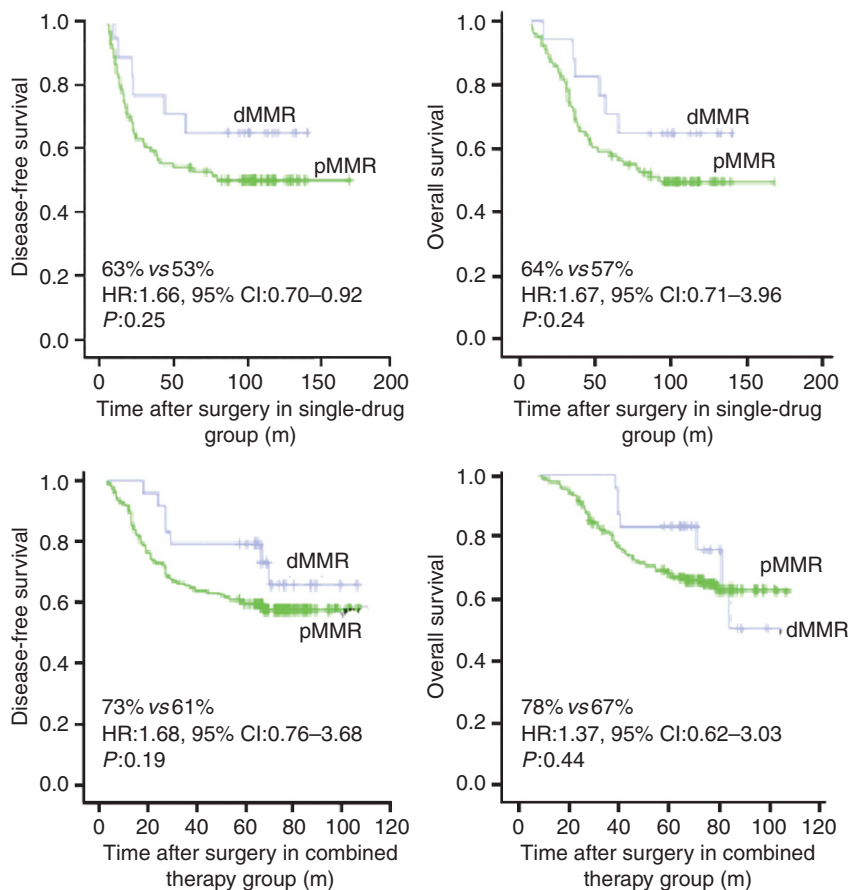 Disease-free survival
1.0
0.8
0.6
0.4
0.2
0.0
dMMR
pMMR
63% vs 53%
HR:1.66, 95% CI:0.70–0.92
P:0.25
0 50 100 150 200
Time after surgery in single-drug
group (m)
Overall survival
1.0
0.8
0.6
0.4
0.2
0.0
dMMR
pMMR
64% vs 57%
HR:1.67, 95% CI:0.71–3.96
P:0.24
0 50 100 150 200
Time after surgery in single-drug
group (m)
Disease-free survival
1.0
0.8
0.6
0.4
0.2
0.0
dMMR
pMMR
73% vs 61%
HR:1.68, 95% CI:0.76–3.68
P:0.19
0 20 40 60 80 100 120
Time after surgery in combined
therapy group (m)
Overall survival
1.0
0.8
0.6
0.4
0.2
0.0
pMMR
dMMR
78% vs 67%
HR:1.37, 95% CI:0.62–3.03
P:0.44
0 20 40 60 80 100 120
Time after surgery in combined
therapy group (m)